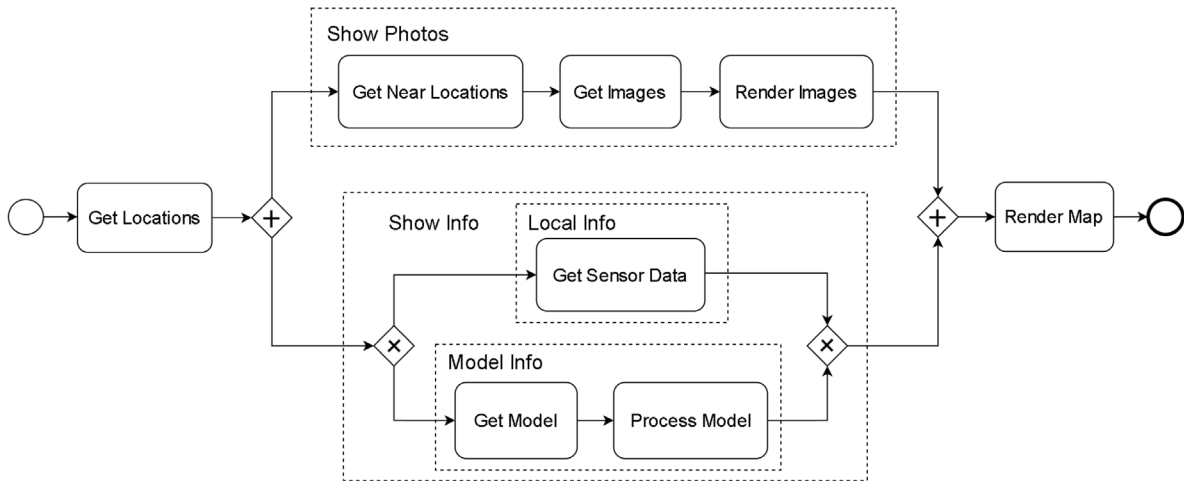 Show Photos
Get Near Locations
Get Images
Render Images
Get Locations
Show Info
Local Info
Get Sensor Data
Model Info
Get Model
Process Model
Render Map